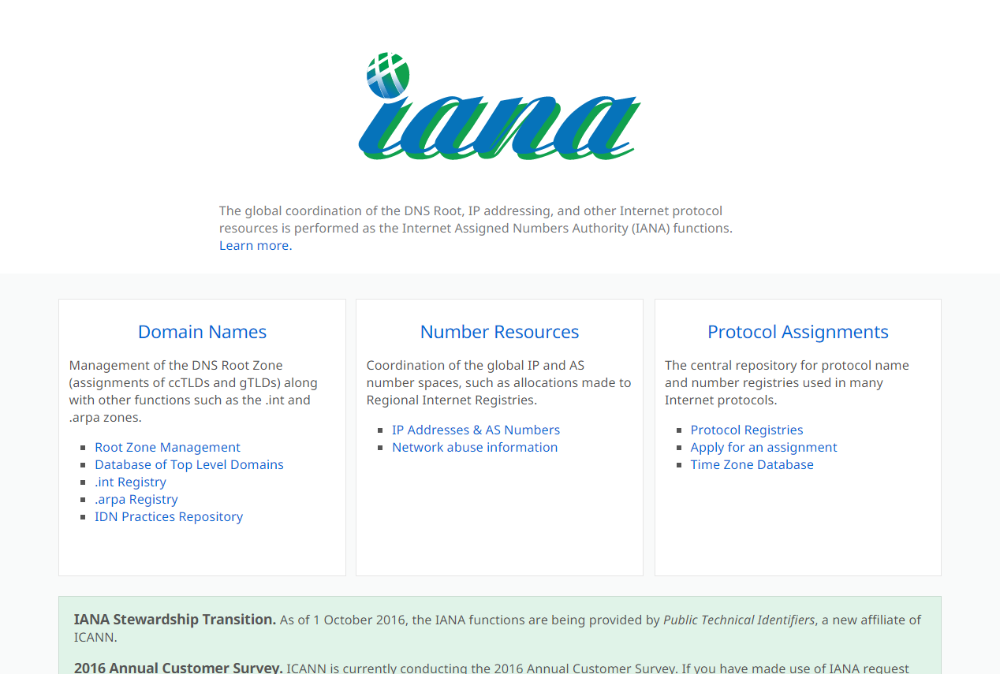 iana
The global coordination of the DNS Root, IP addressing, and other Internet protocol
resources is performed as the Internet Assigned Numbers Authority (IANA) functions.
Learn more.
Domain Names
Management of the DNS Root Zone
(assignments of ccTLDs and gTLDs) along
with other functions such as the .int and
.arpa zones.
Root Zone Management
Database of Top Level Domains
.int Registry
.arpa Registry
IDN Practices Repository
Number Resources
Coordination of the global IP and AS
number spaces, such as allocations made to
Regional Internet Registries.
IP Addresses & AS Numbers
Network abuse information
Protocol Assignments
The central repository for protocol name
and number registries used in many
Internet protocols.
Protocol Registries
Apply for an assignment
Time Zone Database
IANA Stewardship Transition. As of 1 October 2016, the IANA functions are being provided by Public Technical Identifiers, a new affiliate of
ICANN.
2016 Annual Customer Survey. ICANN is currently conducting the 2016 Annual Customer Survey. If you have made use of IANA request